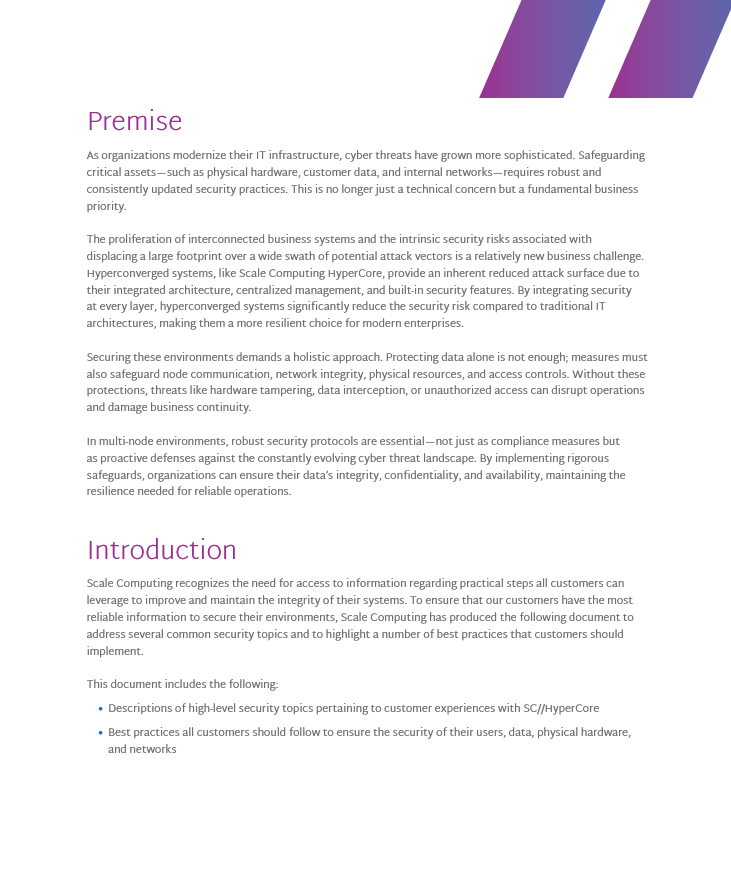 Premise
As organizations modernize their IT infrastructure, cyber threats have grown more sophisticated. Safeguarding
critical assets—such as physical hardware, customer data, and internal networks—requires robust and
consistently updated security practices. This is no longer just a technical concern but a fundamental business
priority.
The proliferation of interconnected business systems and the intrinsic security risks associated with
displacing a large footprint over a wide swath of potential attack vectors is a relatively new business challenge.
Hyperconverged systems, like Scale Computing HyperCore, provide an inherent reduced attack surface due to
their integrated architecture, centralized management, and built-in security features. By integrating security
at every layer, hyperconverged systems significantly reduce the security risk compared to traditional IT
architectures, making them a more resilient choice for modern enterprises.
Securing these environments demands a holistic approach. Protecting data alone is not enough; measures must
also safeguard node communication, network integrity, physical resources, and access controls. Without these
protections, threats like hardware tampering, data interception, or unauthorized access can disrupt operations
and damage business continuity.
In multi-node environments, robust security protocols are essential—not just as compliance measures but
as proactive defenses against the constantly evolving cyber threat landscape. By implementing rigorous
safeguards, organizations can ensure their data’s integrity, confidentiality, and availability, maintaining the
resilience needed for reliable operations.
Introduction
Scale Computing recognizes the need for access to information regarding practical steps all customers can
leverage to improve and maintain the integrity of their systems. To ensure that our customers have the most
reliable information to secure their environments, Scale Computing has produced the following document to
address several common security topics and to highlight a number of best practices that customers should
implement.
This document includes the following:
• Descriptions of high-level security topics pertaining to customer experiences with SC//HyperCore
• Best practices all customers should follow to ensure the security of their users, data, physical hardware,
and networks